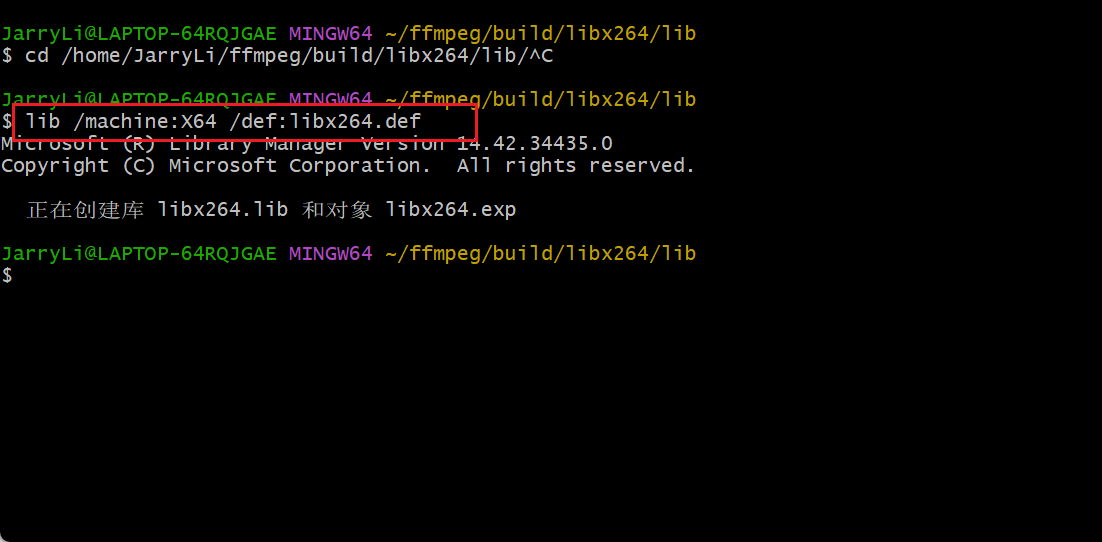 JarryLi@LAPTOP-64RQJGAE MINGW64 ~/ffmpeg/build/libx264/lib
$ cd /home/JarryLi/ffmpeg/build/libx264/lib/^C
JarryLi@LAPTOP-64RQJGAE MINGW64 ~/ffmpeg/build/libx264/lib
$ lib /machine:X64 /def:libx264.def
Microsoft (R) Library Manager Version 14.42.34435.0
Copyright (C) Microsoft Corporation.  All rights reserved.
正在创建库 libx264.lib 和对象 libx264.exp
JarryLi@LAPTOP-64RQJGAE MINGW64 ~/ffmpeg/build/libx264/lib
$